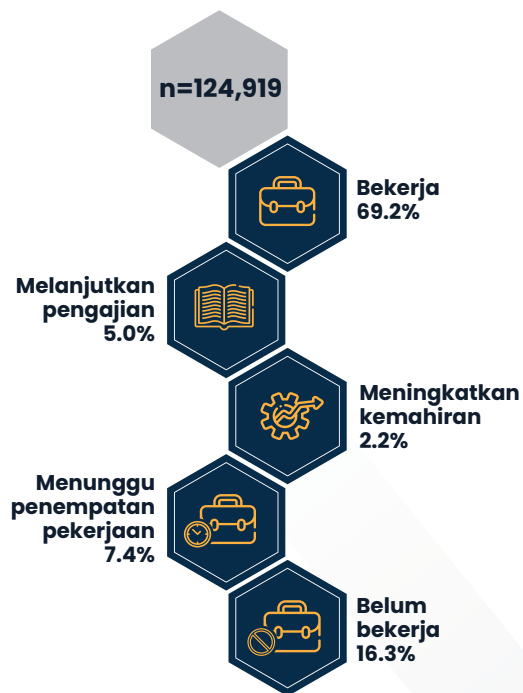 n=124,919
Bekerja
69.2%
Melanjutkan
pengajian
5.0%
Meningkatkan
kemahiran
2.2%
Menunggu
penempatan
pekerjaan
7.4%
Belum
bekerja
16.3%